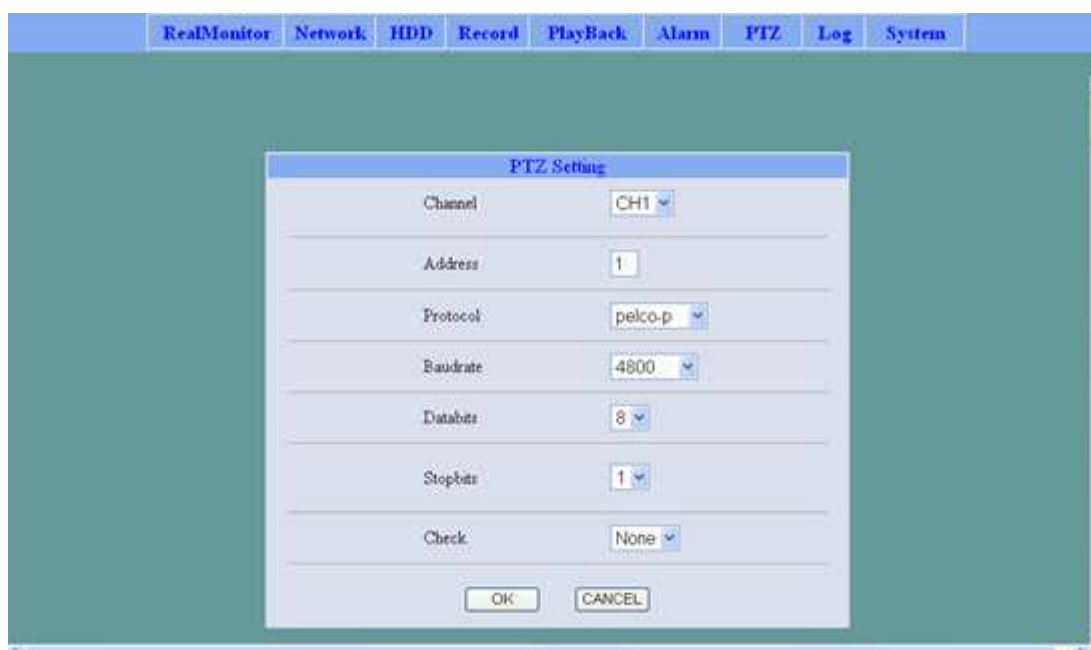 RealMonitor Network HDD Record PlayBack Alarm PTZ Log System
PTZ Setting
Channel CH1
Address 1
Protocol pelco-p
Baudrate 4800
Databits 8
Stopbits 1
Check None
OK CANCEL